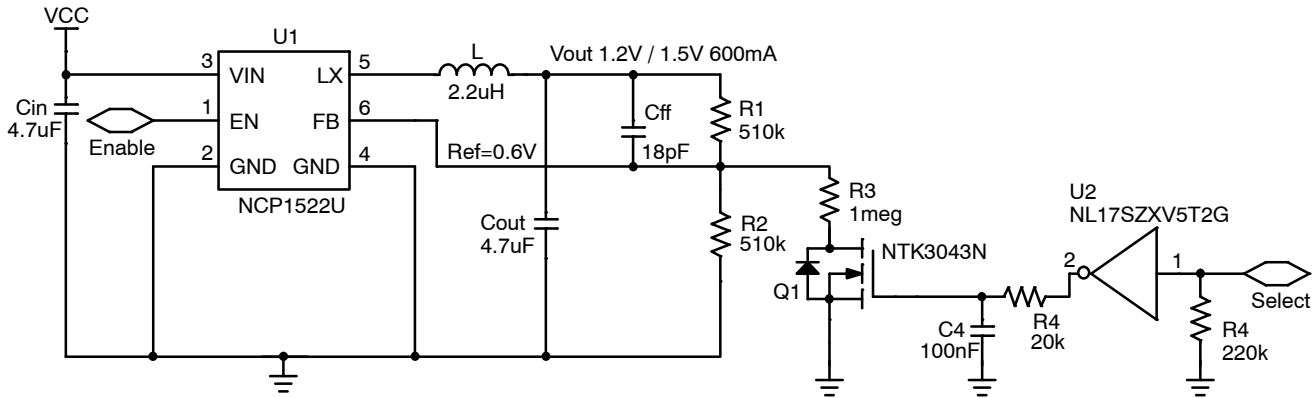 VCC
U1
3
VIN
LX
5
L
2.2uH
Vout 1.2V / 1.5V 600mA
Cin
4.7uF
Enable
1
EN
FB
6
Cff
18pF
R1
510k
2
GND
GND
4
Ref=0.6V
NCP1522U
Cout
4.7uF
R2
510k
R3
1meg
NTK3043N
Q1
U2
NL17SZXV5T2G
2
1
Select
C4
100nF
R4
20k
R4
220k